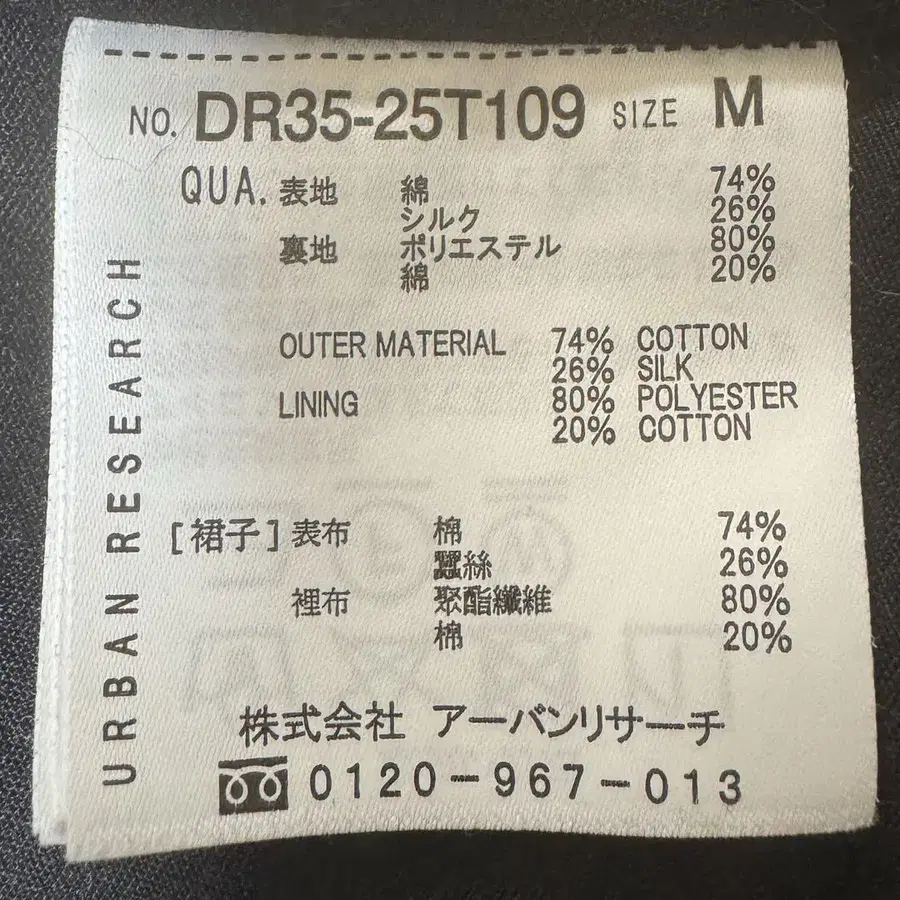 NO. DR35-25T109 SIZE M
QUA. 表地 綿 74%
シルク 26%
裏地 ポリエステル 80%
綿 20%
OUTER MATERIAL 74% COTTON
26% SILK
LINING 80% POLYESTER
20% COTTON
[裙子] 表布 棉 74%
蠶絲 26%
裡布 聚酯纖維 80%
棉 20%
株式会社 アーバンリサーチ
0120-967-013
URBAN RESEARCH